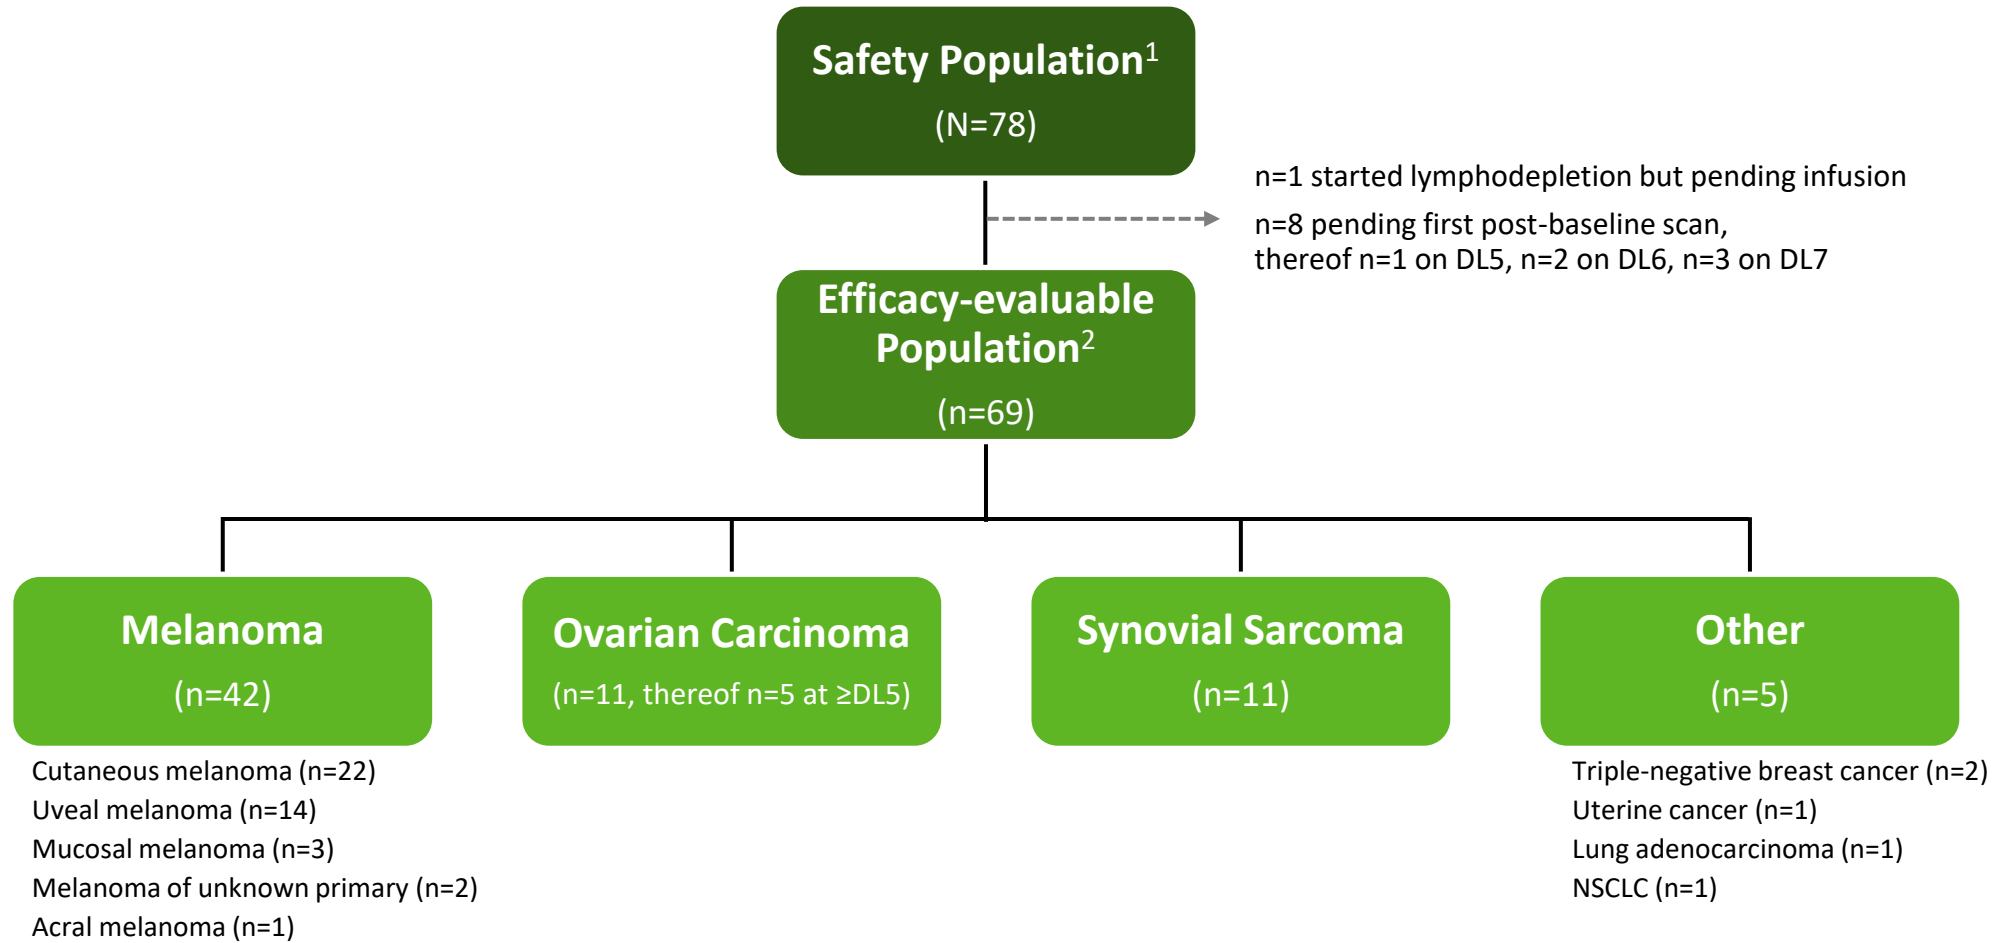 Safety Population¹
(N=78)
n=1 started lymphodepletion but pending infusion
n=8 pending first post-baseline scan,
thereof n=1 on DL5, n=2 on DL6, n=3 on DL7
Efficacy-evaluable
Population²
(n=69)
Melanoma
(n=42)
Cutaneous melanoma (n=22)
Uveal melanoma (n=14)
Mucosal melanoma (n=3)
Melanoma of unknown primary (n=2)
Acral melanoma (n=1)
Ovarian Carcinoma
(n=11, thereof n=5 at ≥DL5)
Synovial Sarcoma
(n=11)
Other
(n=5)
Triple-negative breast cancer (n=2)
Uterine cancer (n=1)
Lung adenocarcinoma (n=1)
NSCLC (n=1)